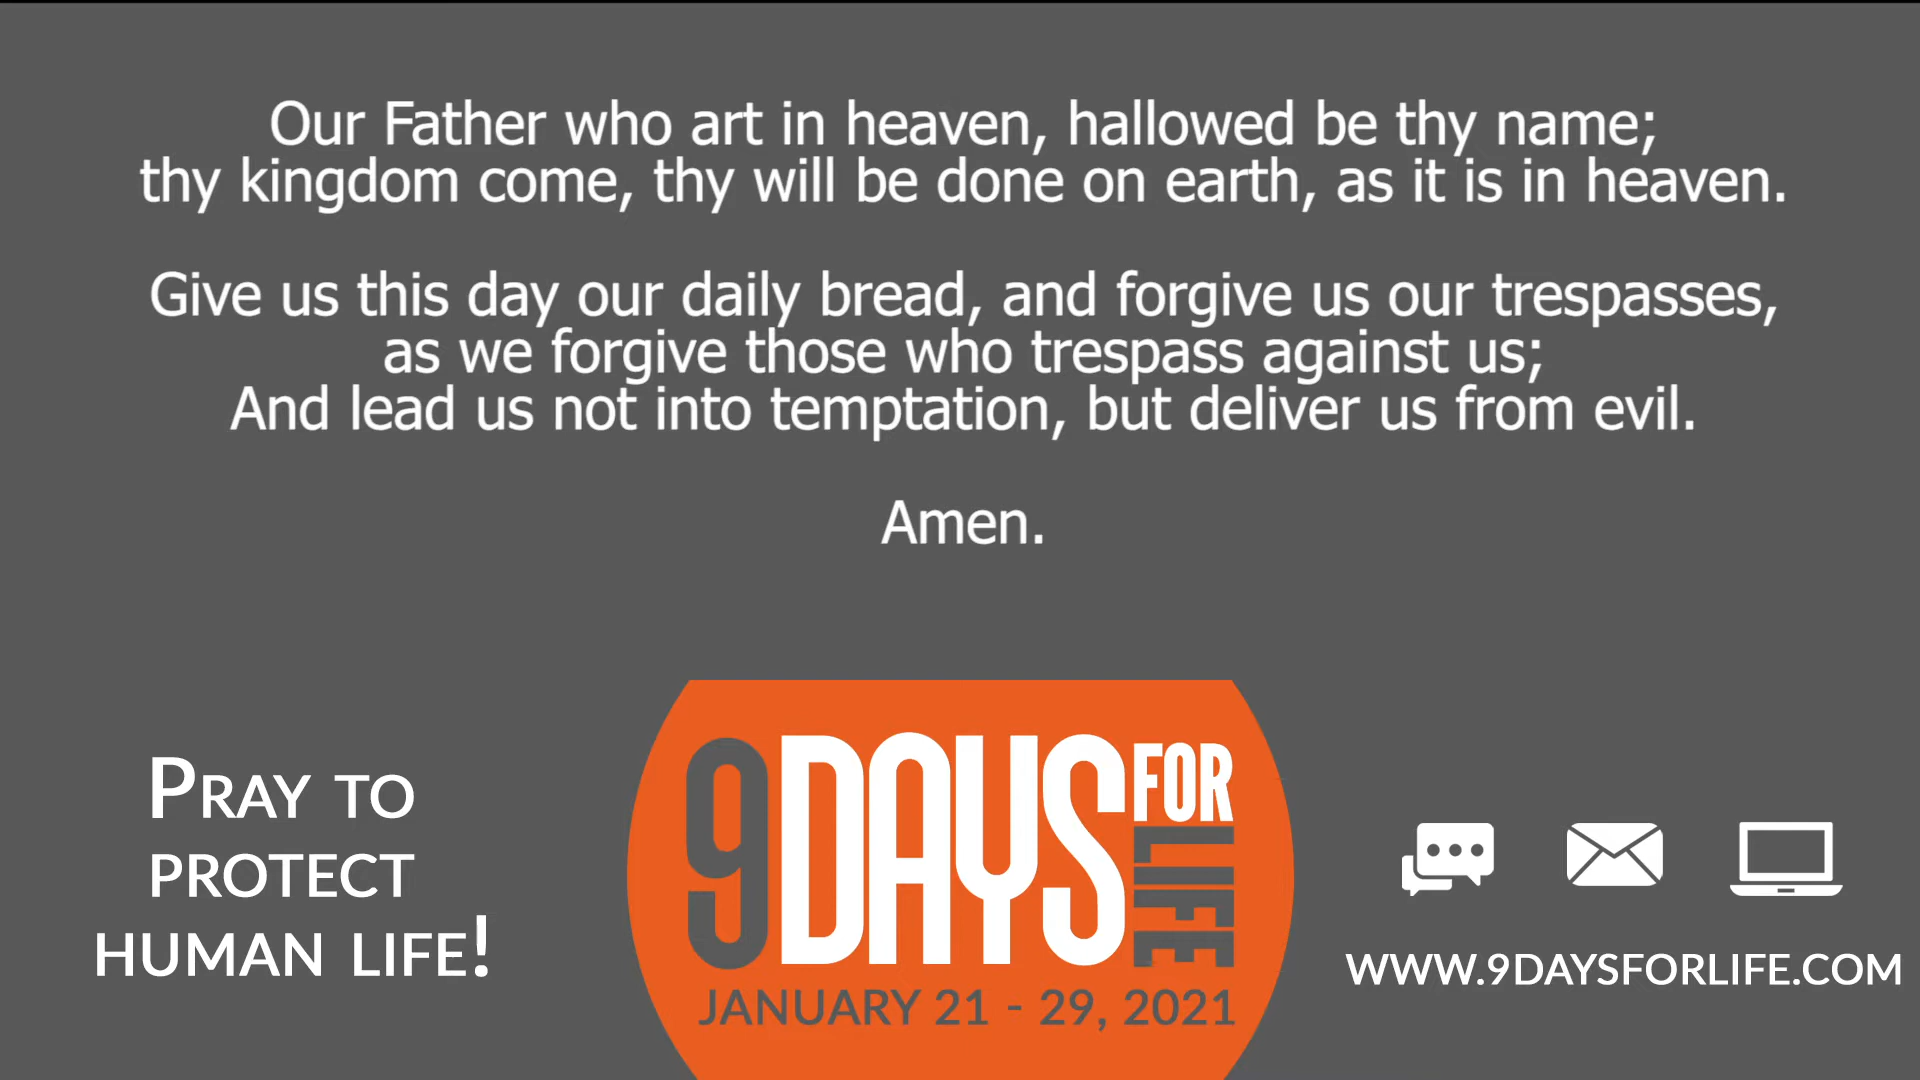 Our Father who art in heaven, hallowed be thy name;
thy kingdom come, thy will be done on earth, as it is in heaven.
Give us this day our daily bread, and forgive us our trespasses,
as we forgive those who trespass against us;
And lead us not into temptation, but deliver us from evil.
Amen.
PRAY TO
PROTECT
HUMAN LIFE!
9 DAYS FOR LIFE
JANUARY 21 - 29, 2021
WWW.9DAYSFORLIFE.COM